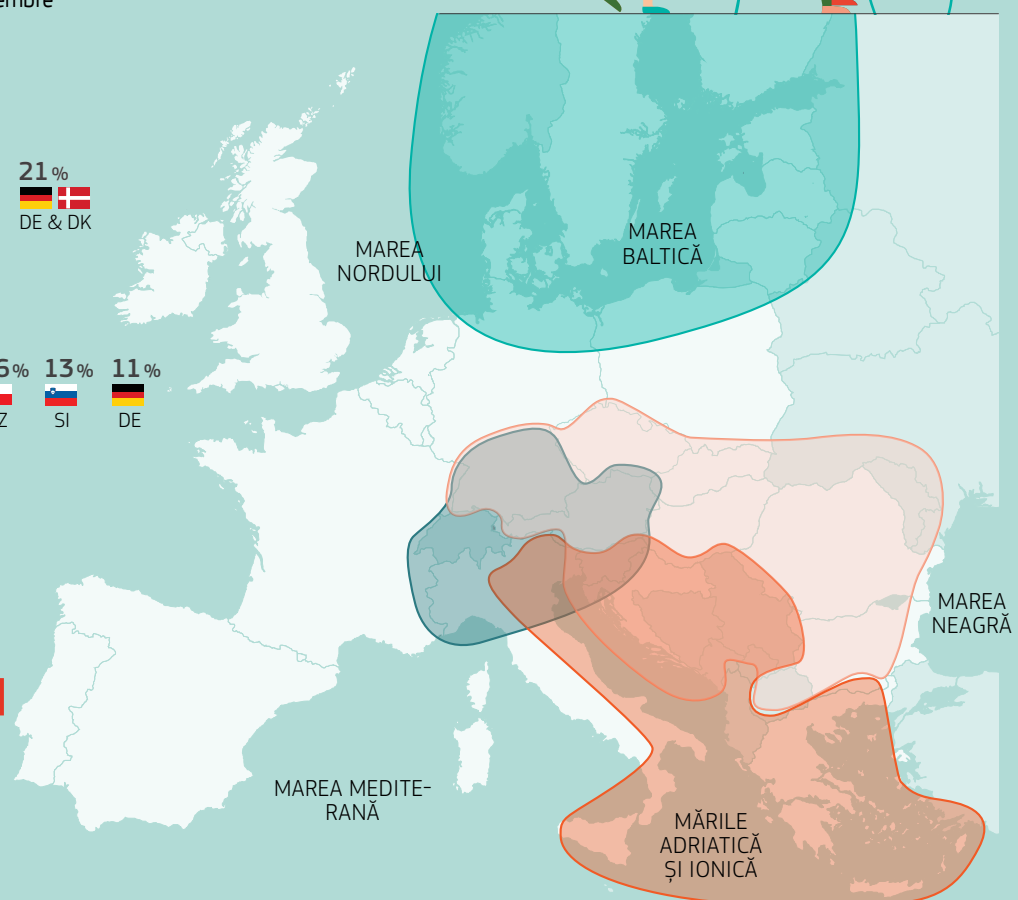 21 %
DE & DK
13 %
11 %
SI
DE
MAREA
NORDULUI
MAREA
BALTICĂ
MAREA
NEAGRĂ
MAREA MEDITE-
RANĂ
MĂRILE
ADRIATICĂ
ȘI IONICĂ